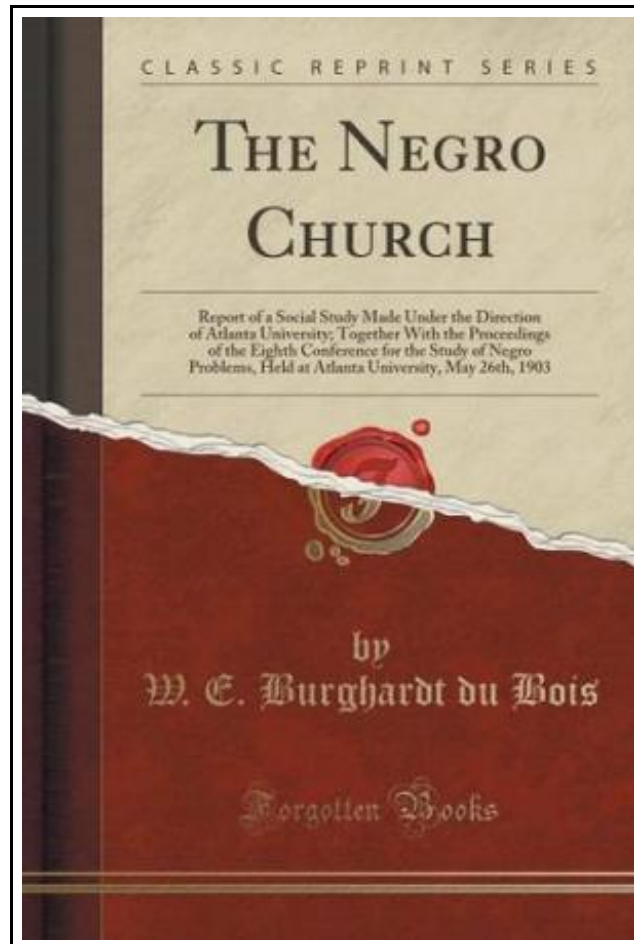 CLASSIC REPRINT SERIES
THE NEGRO
CHURCH
Report of a Social Study Made Under the Direction
of Atlanta University; Together With the Proceedings
of the Eighth Conference for the Study of Negro
Problems, Held at Atlanta University, May 26th, 1903
F
by
W. E. Burghardt du Bois
Forgotten Books